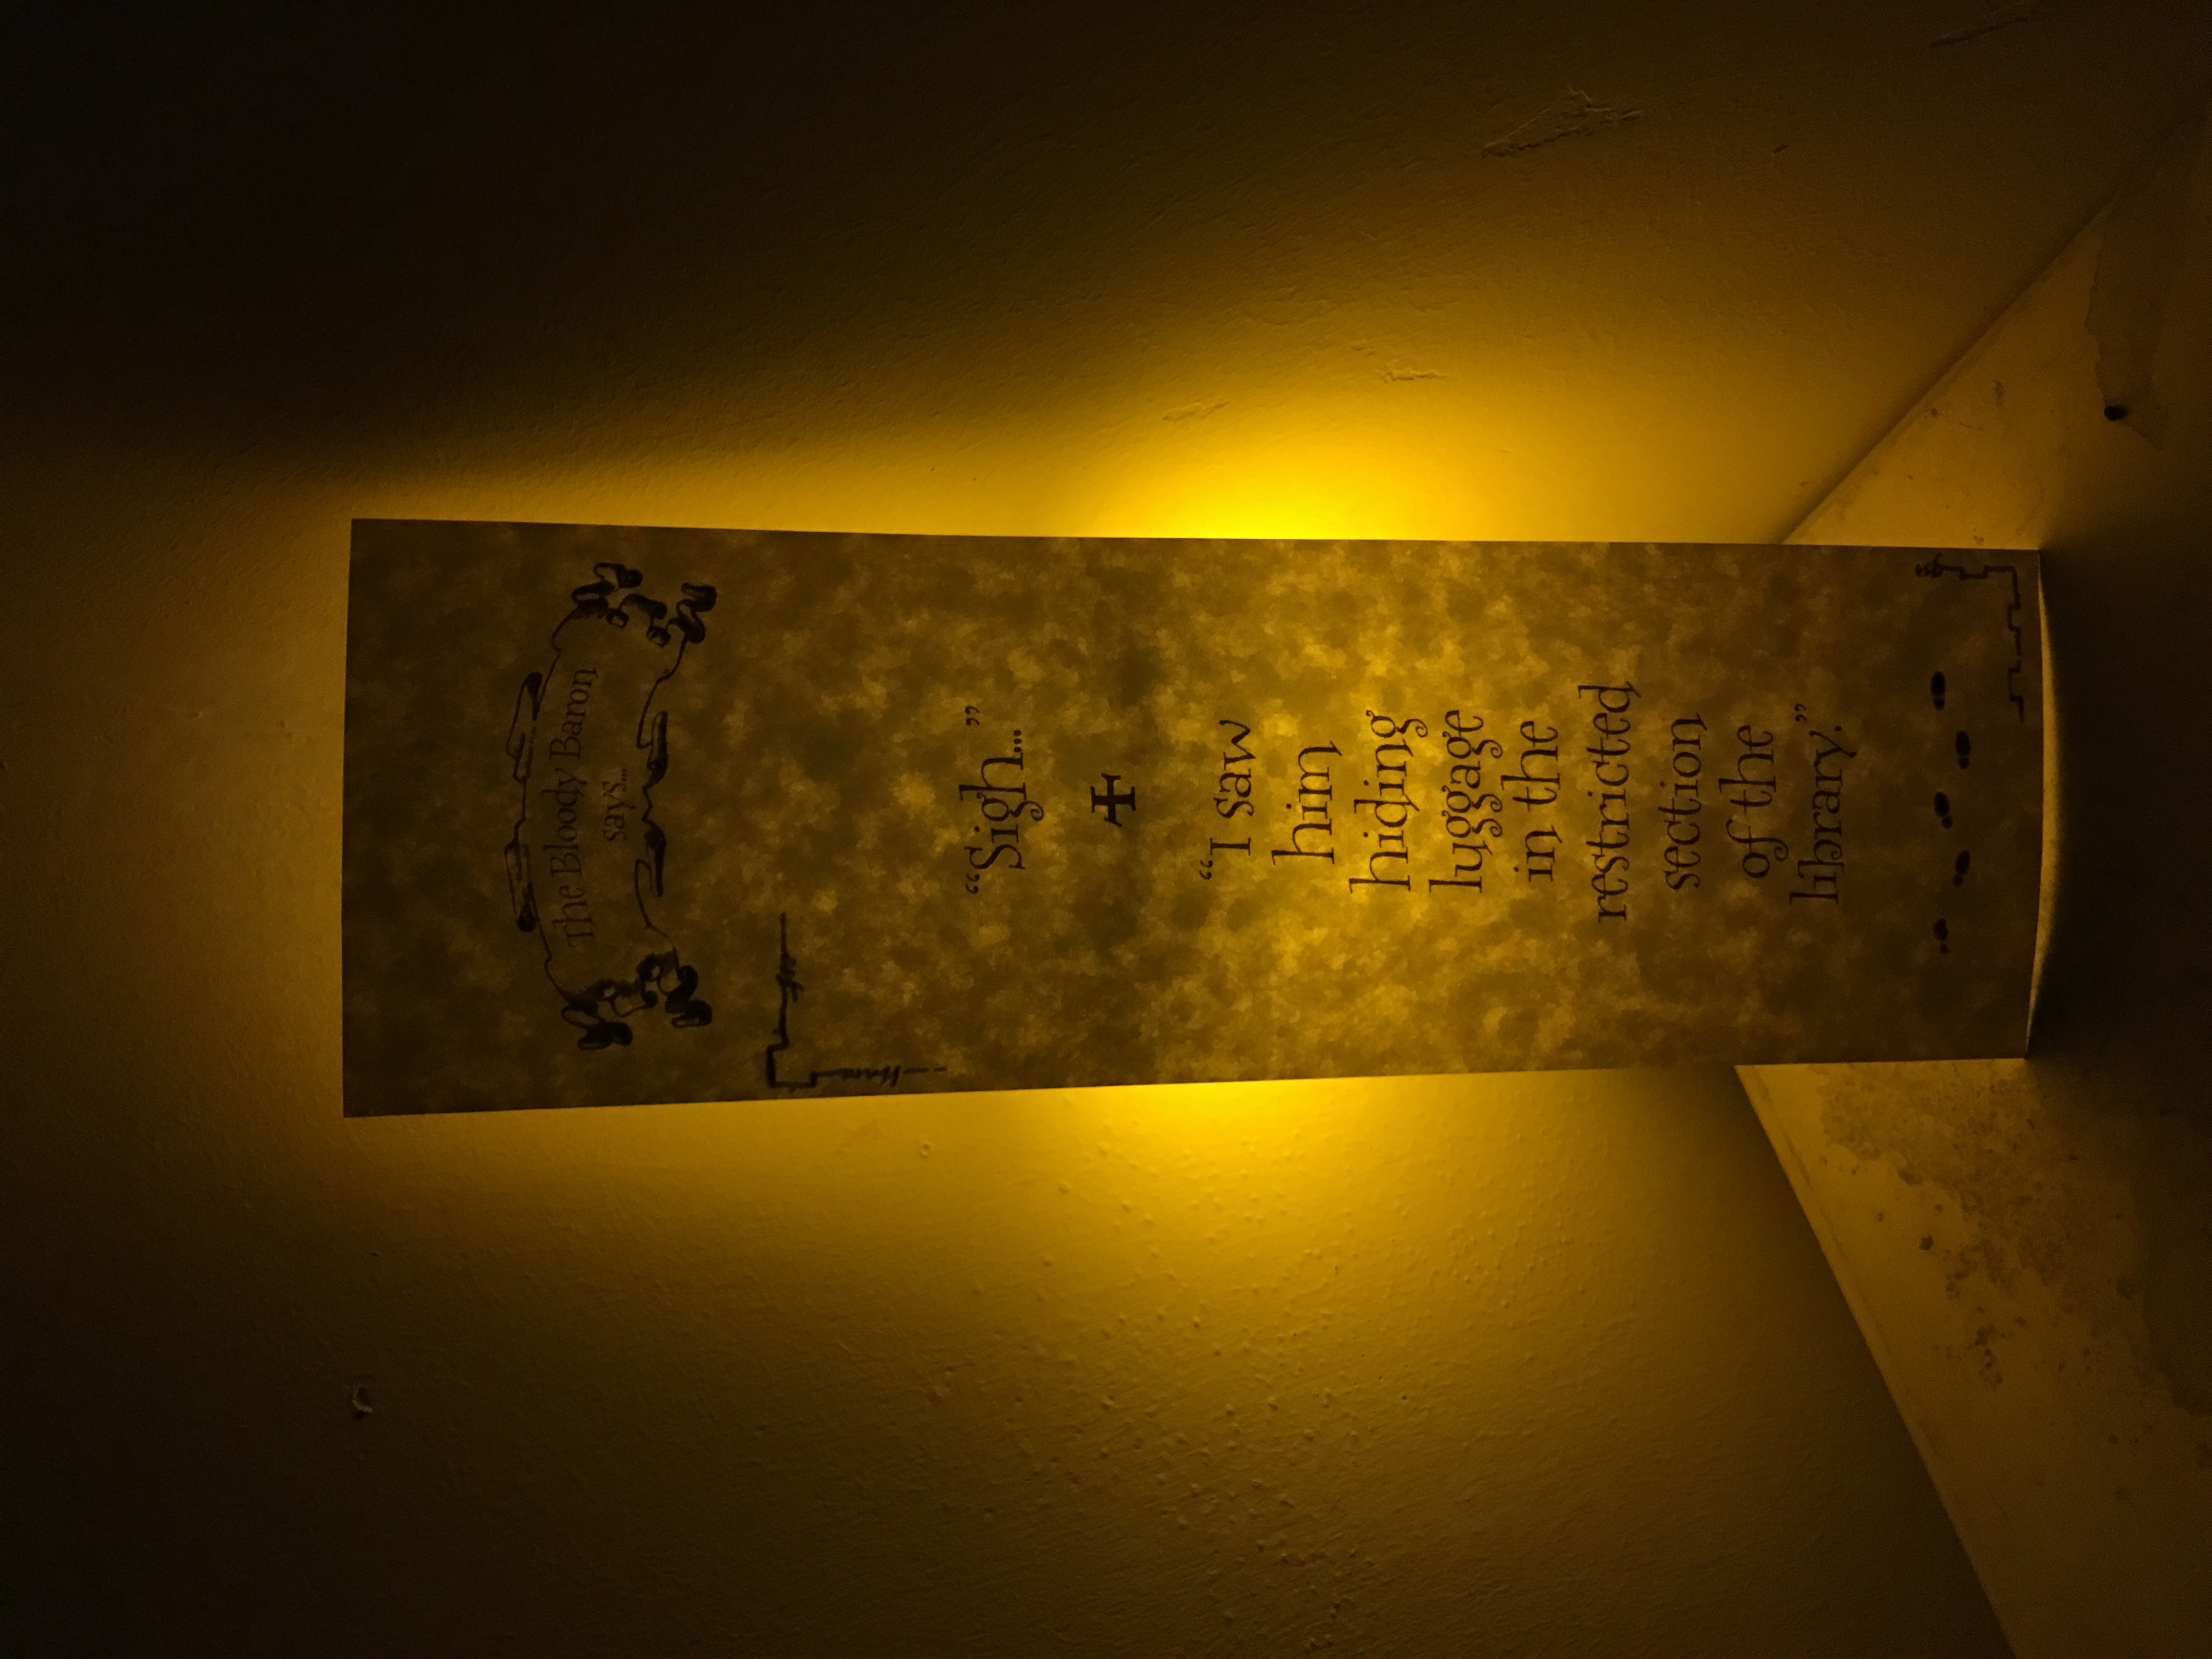 The Bloody Baron
says...
“Sigh...”
“I saw
him
hiding
luggage
in the
restricted
section
of the
library.”